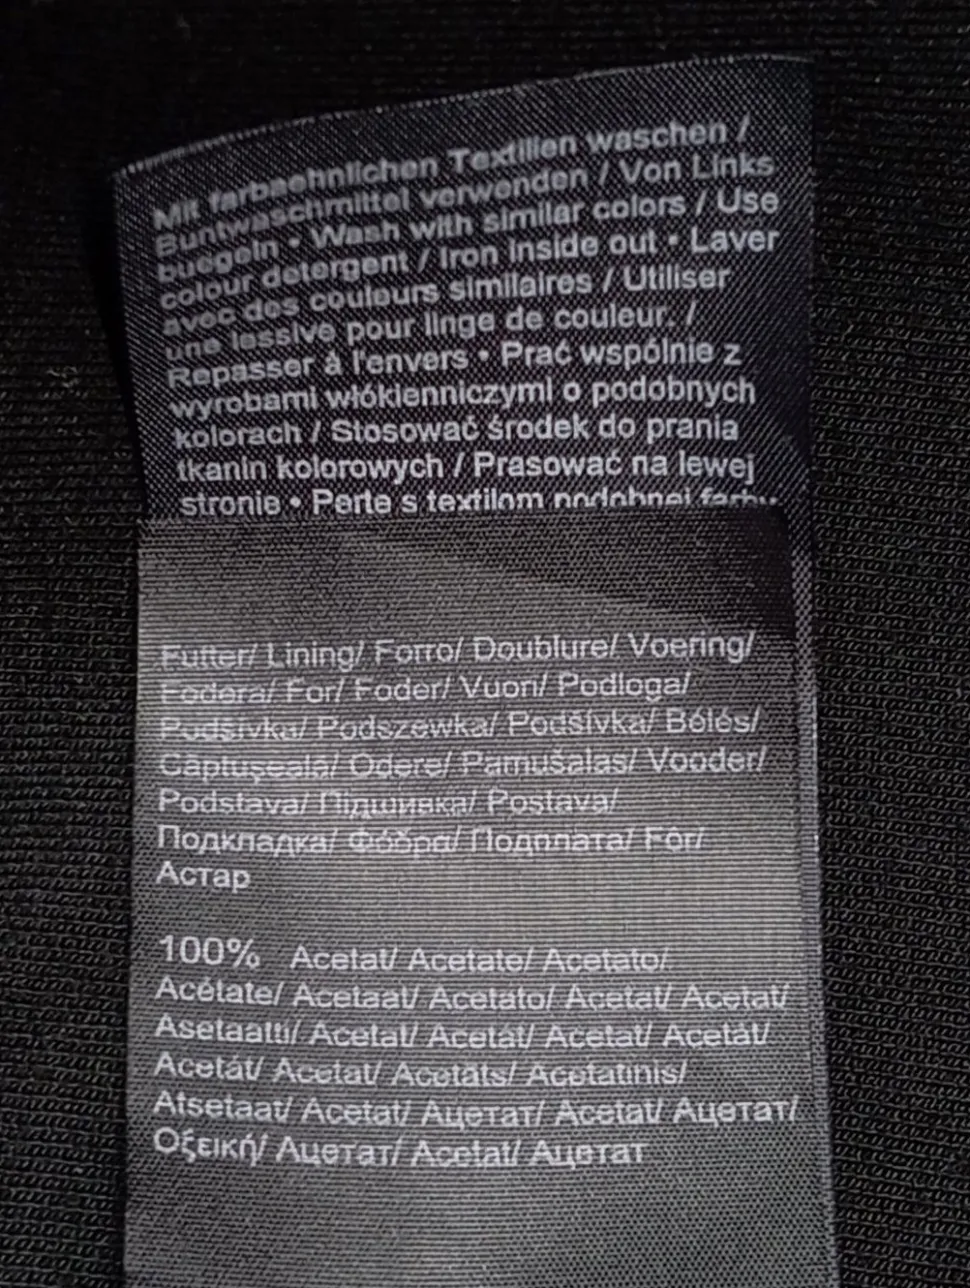 Mit farbaehnlichen Textilien waschen /
Buntwaschmittel verwenden / Von Links
buegeln • Wash with similar colors / Use
colour detergent / Iron inside out • Laver
avec des couleurs similaires / Utiliser
une lessive pour linge de couleur. /
Repasser à l'envers • Prać wspólnie z
wyrobami włókienniczymi o podobnych
kolorach / Stosować środek do prania
tkanin kolorowych / Prasować na lewej
stronie • Perte s textilom podobnej farby.
Futter/ Lining/ Forro/ Doublure/ Voering/
Fodera/ For/ Foder/ Vuori/ Podloga/
Podšívka/ Podszewka/ Podšívka/ Bélés/
Căptuşeală/ Odere/ Pamušalas/ Vooder/
Podstava/ Підшивка/ Postava/
Подкладка/ Φόδρα/ Подплата/ Fôr/
Астар
100% Acetat/ Acetate/ Acetato/
Acétate/ Acetaat/ Acetato/ Acetat/ Acetat/
Asetaatti/ Acetat/ Acetát/ Acetat/ Acetát/
Acetát/ Acetat/ Acetāts/ Acetatinis/
Atsetaat/ Acetat/ Ацетат/ Acetat/ Ацетат/
Οξεική/ Ацетат/ Acetat/ Ацетат